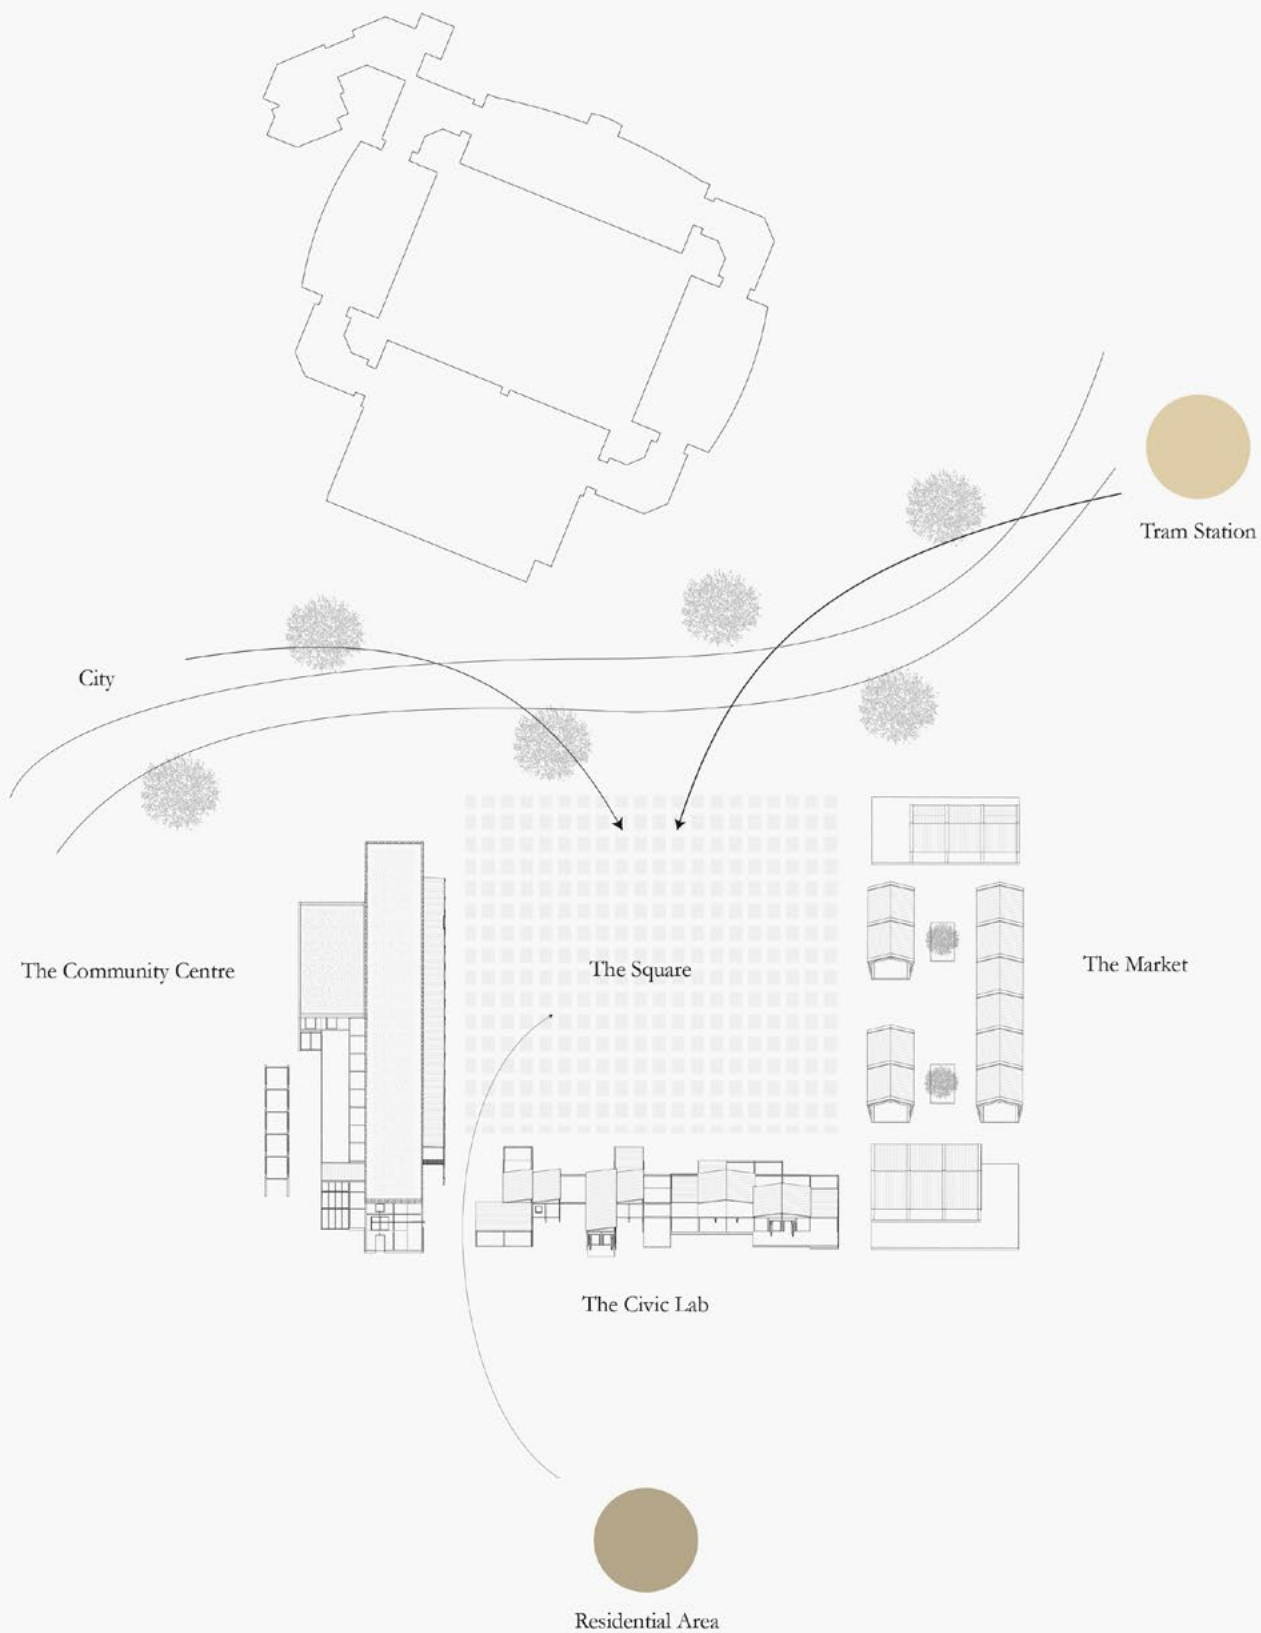 Tram Station
City
The Community Centre
The Square
The Market
The Civic Lab
Residential Area